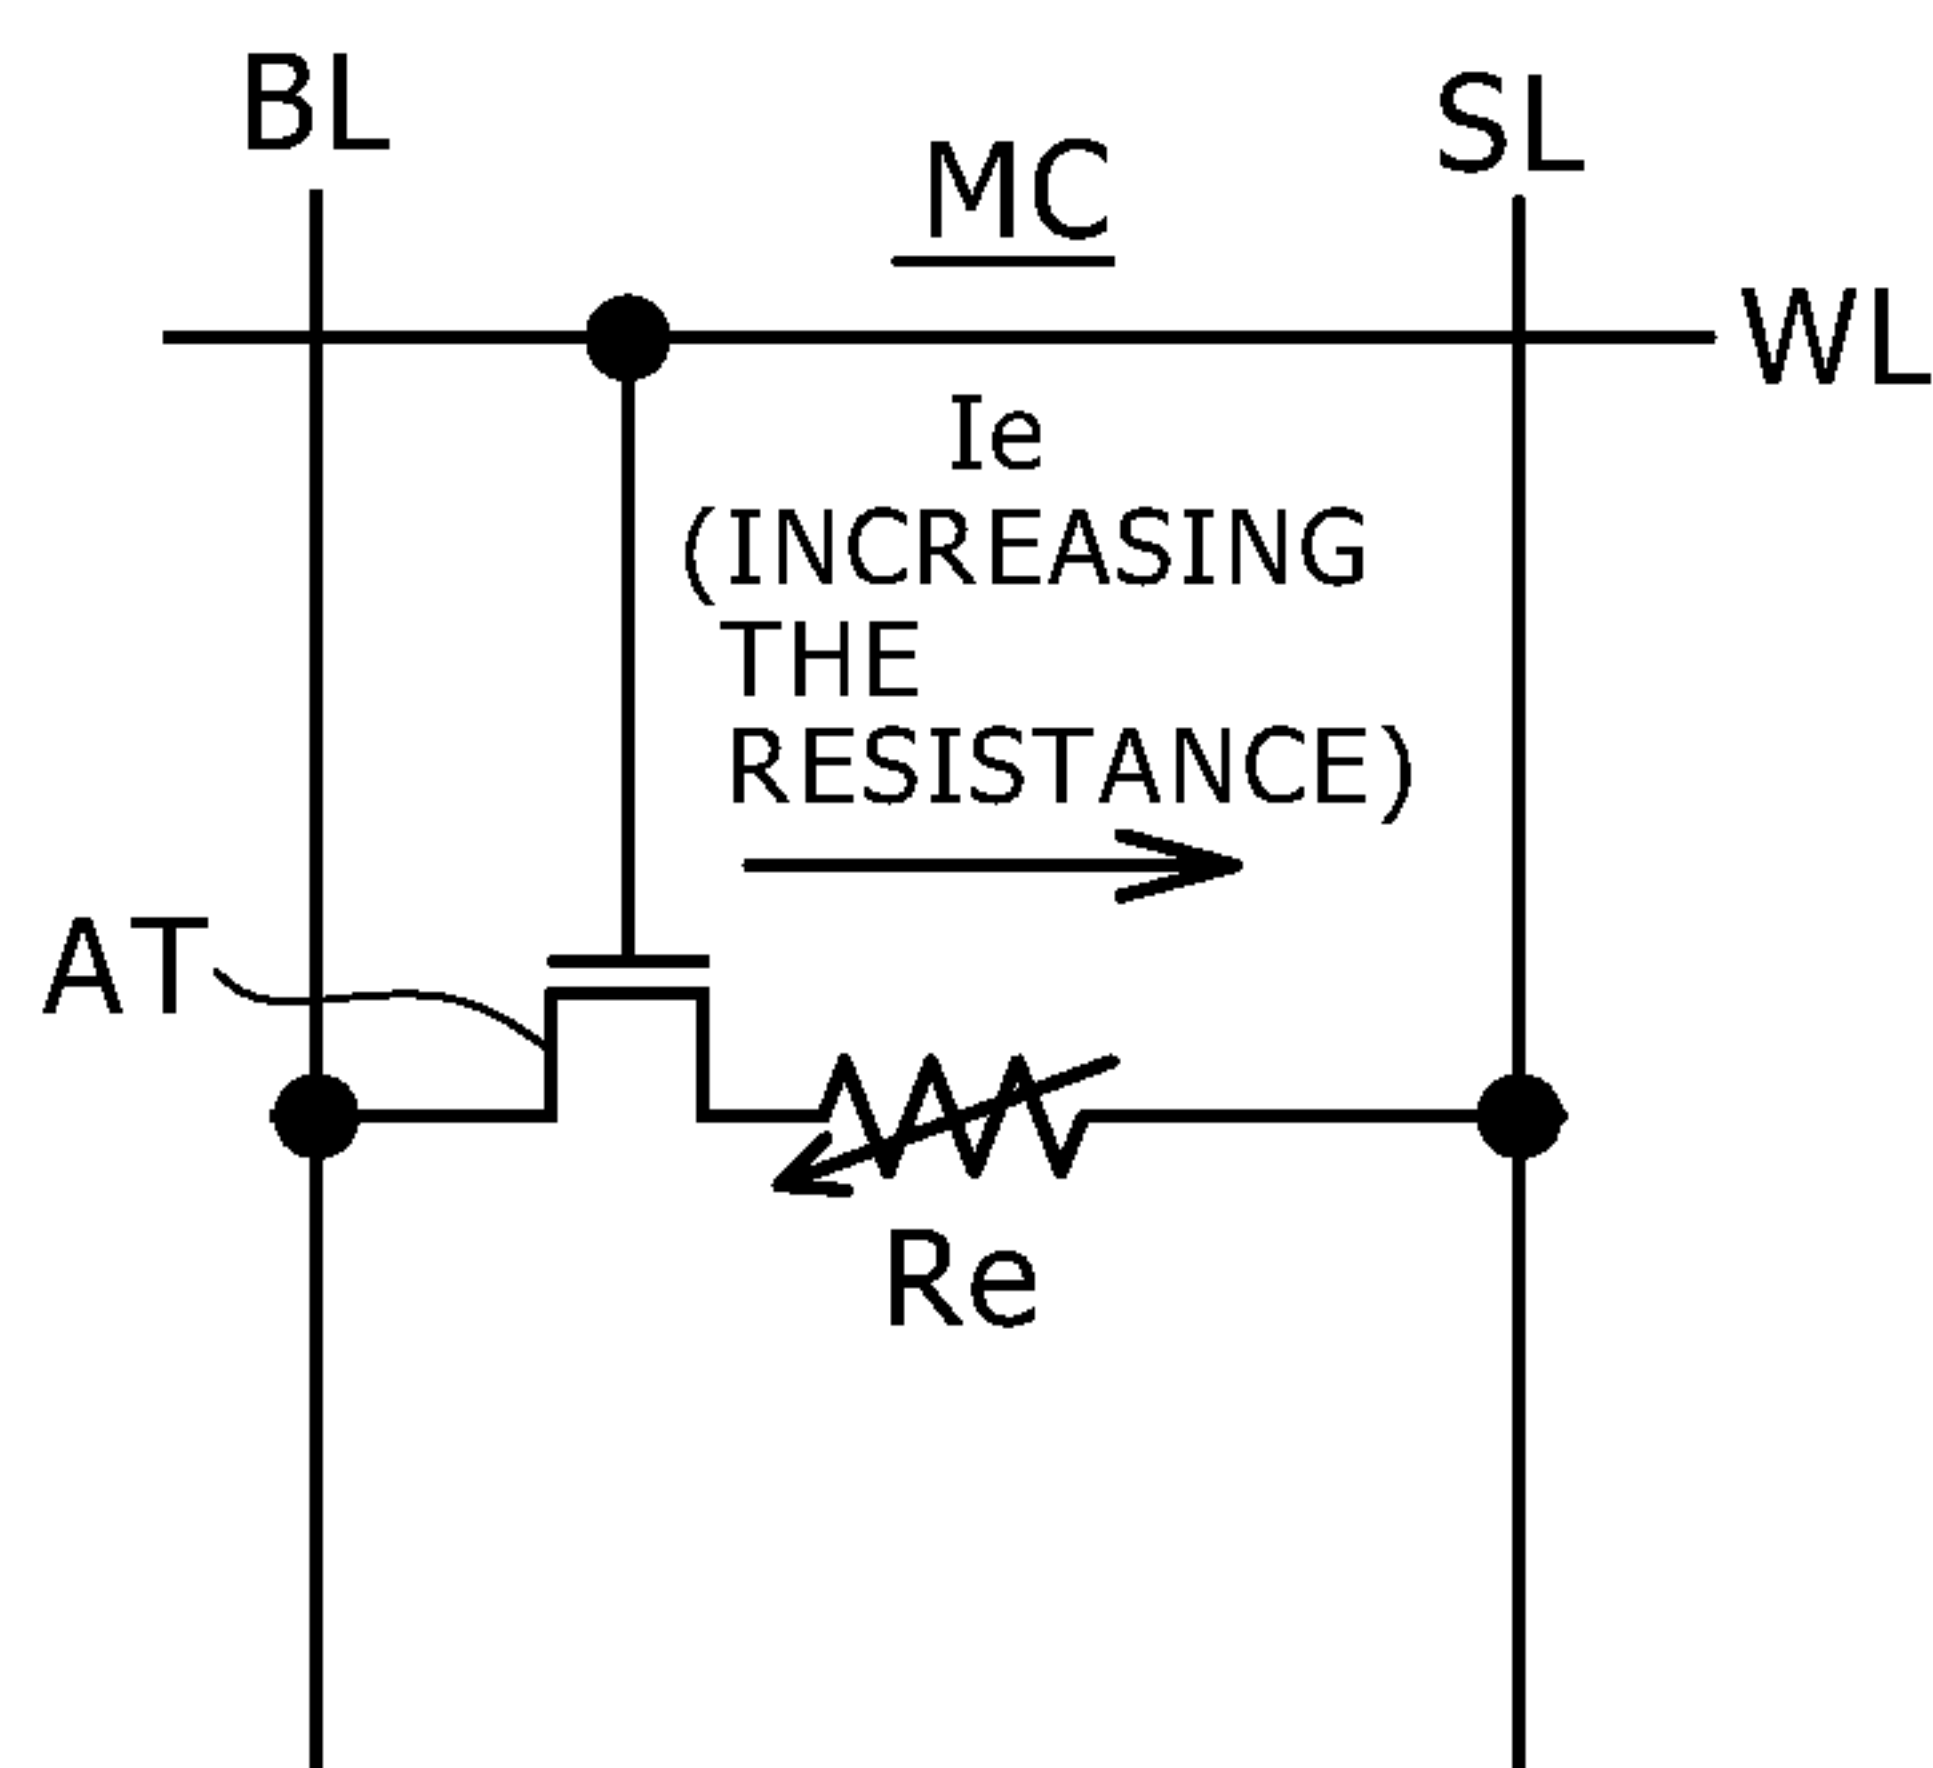 BL
SL
MC
WL
Ie
(INCREASING
THE
RESISTANCE)
AT
Re